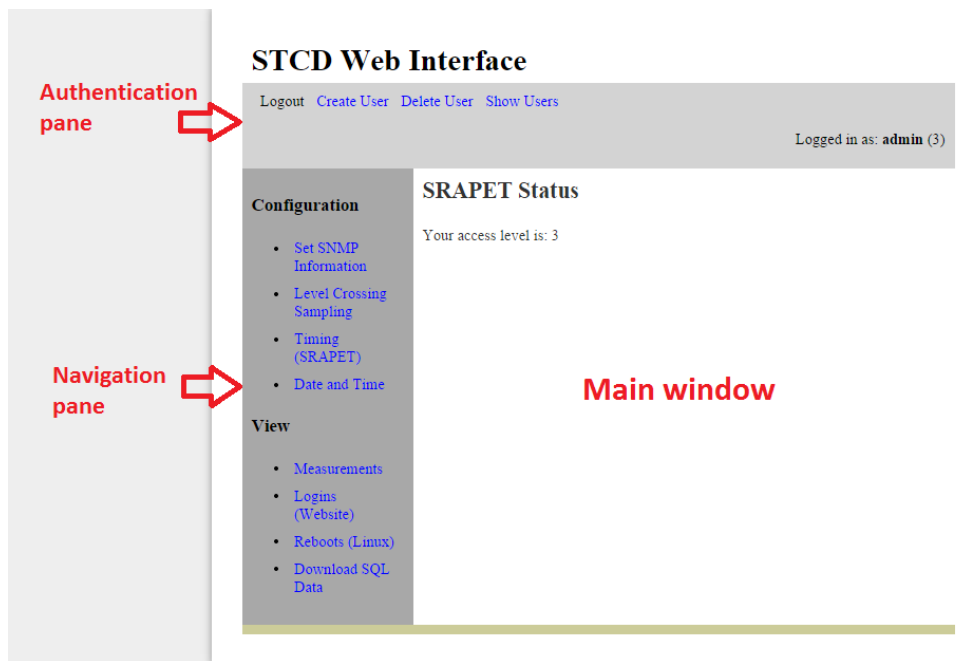 STCD Web Interface
Authentication
pane
Logout Create User Delete User Show Users
Logged in as: admin (3)
Configuration
Set SNMP
Information
Level Crossing
Sampling
Timing
(SRAPET)
Date and Time
Navigation
pane
View
Measurements
Logins
(Website)
Reboots (Linux)
Download SQL
Data
SRAPET Status
Your access level is: 3
Main window